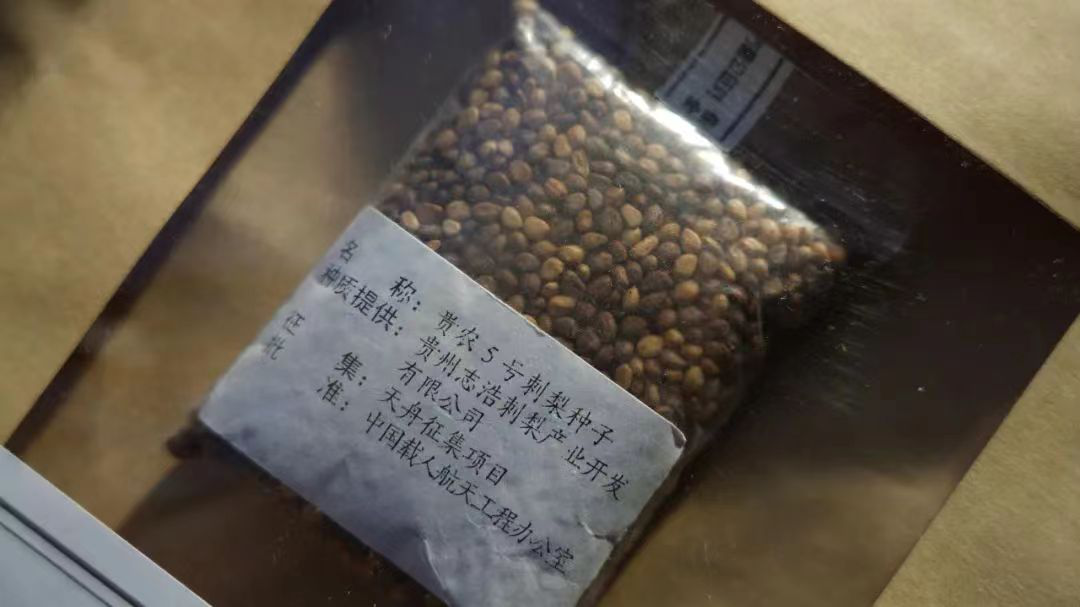 名 称：贵农5号刺梨种子
种质提供：贵州志浩刺梨产业开发
有限公司
征 集：天舟征集项目
批 准：中国载人航天工程办公室